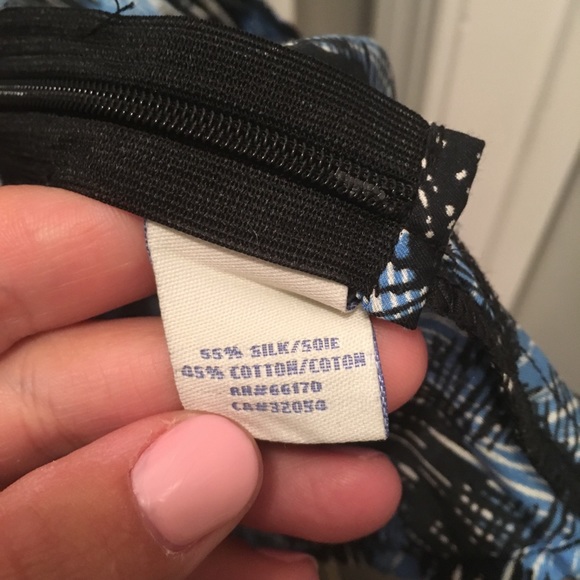 55% SILK/SOIE
45% COTTON/COTON
RN#66170
CA#32054